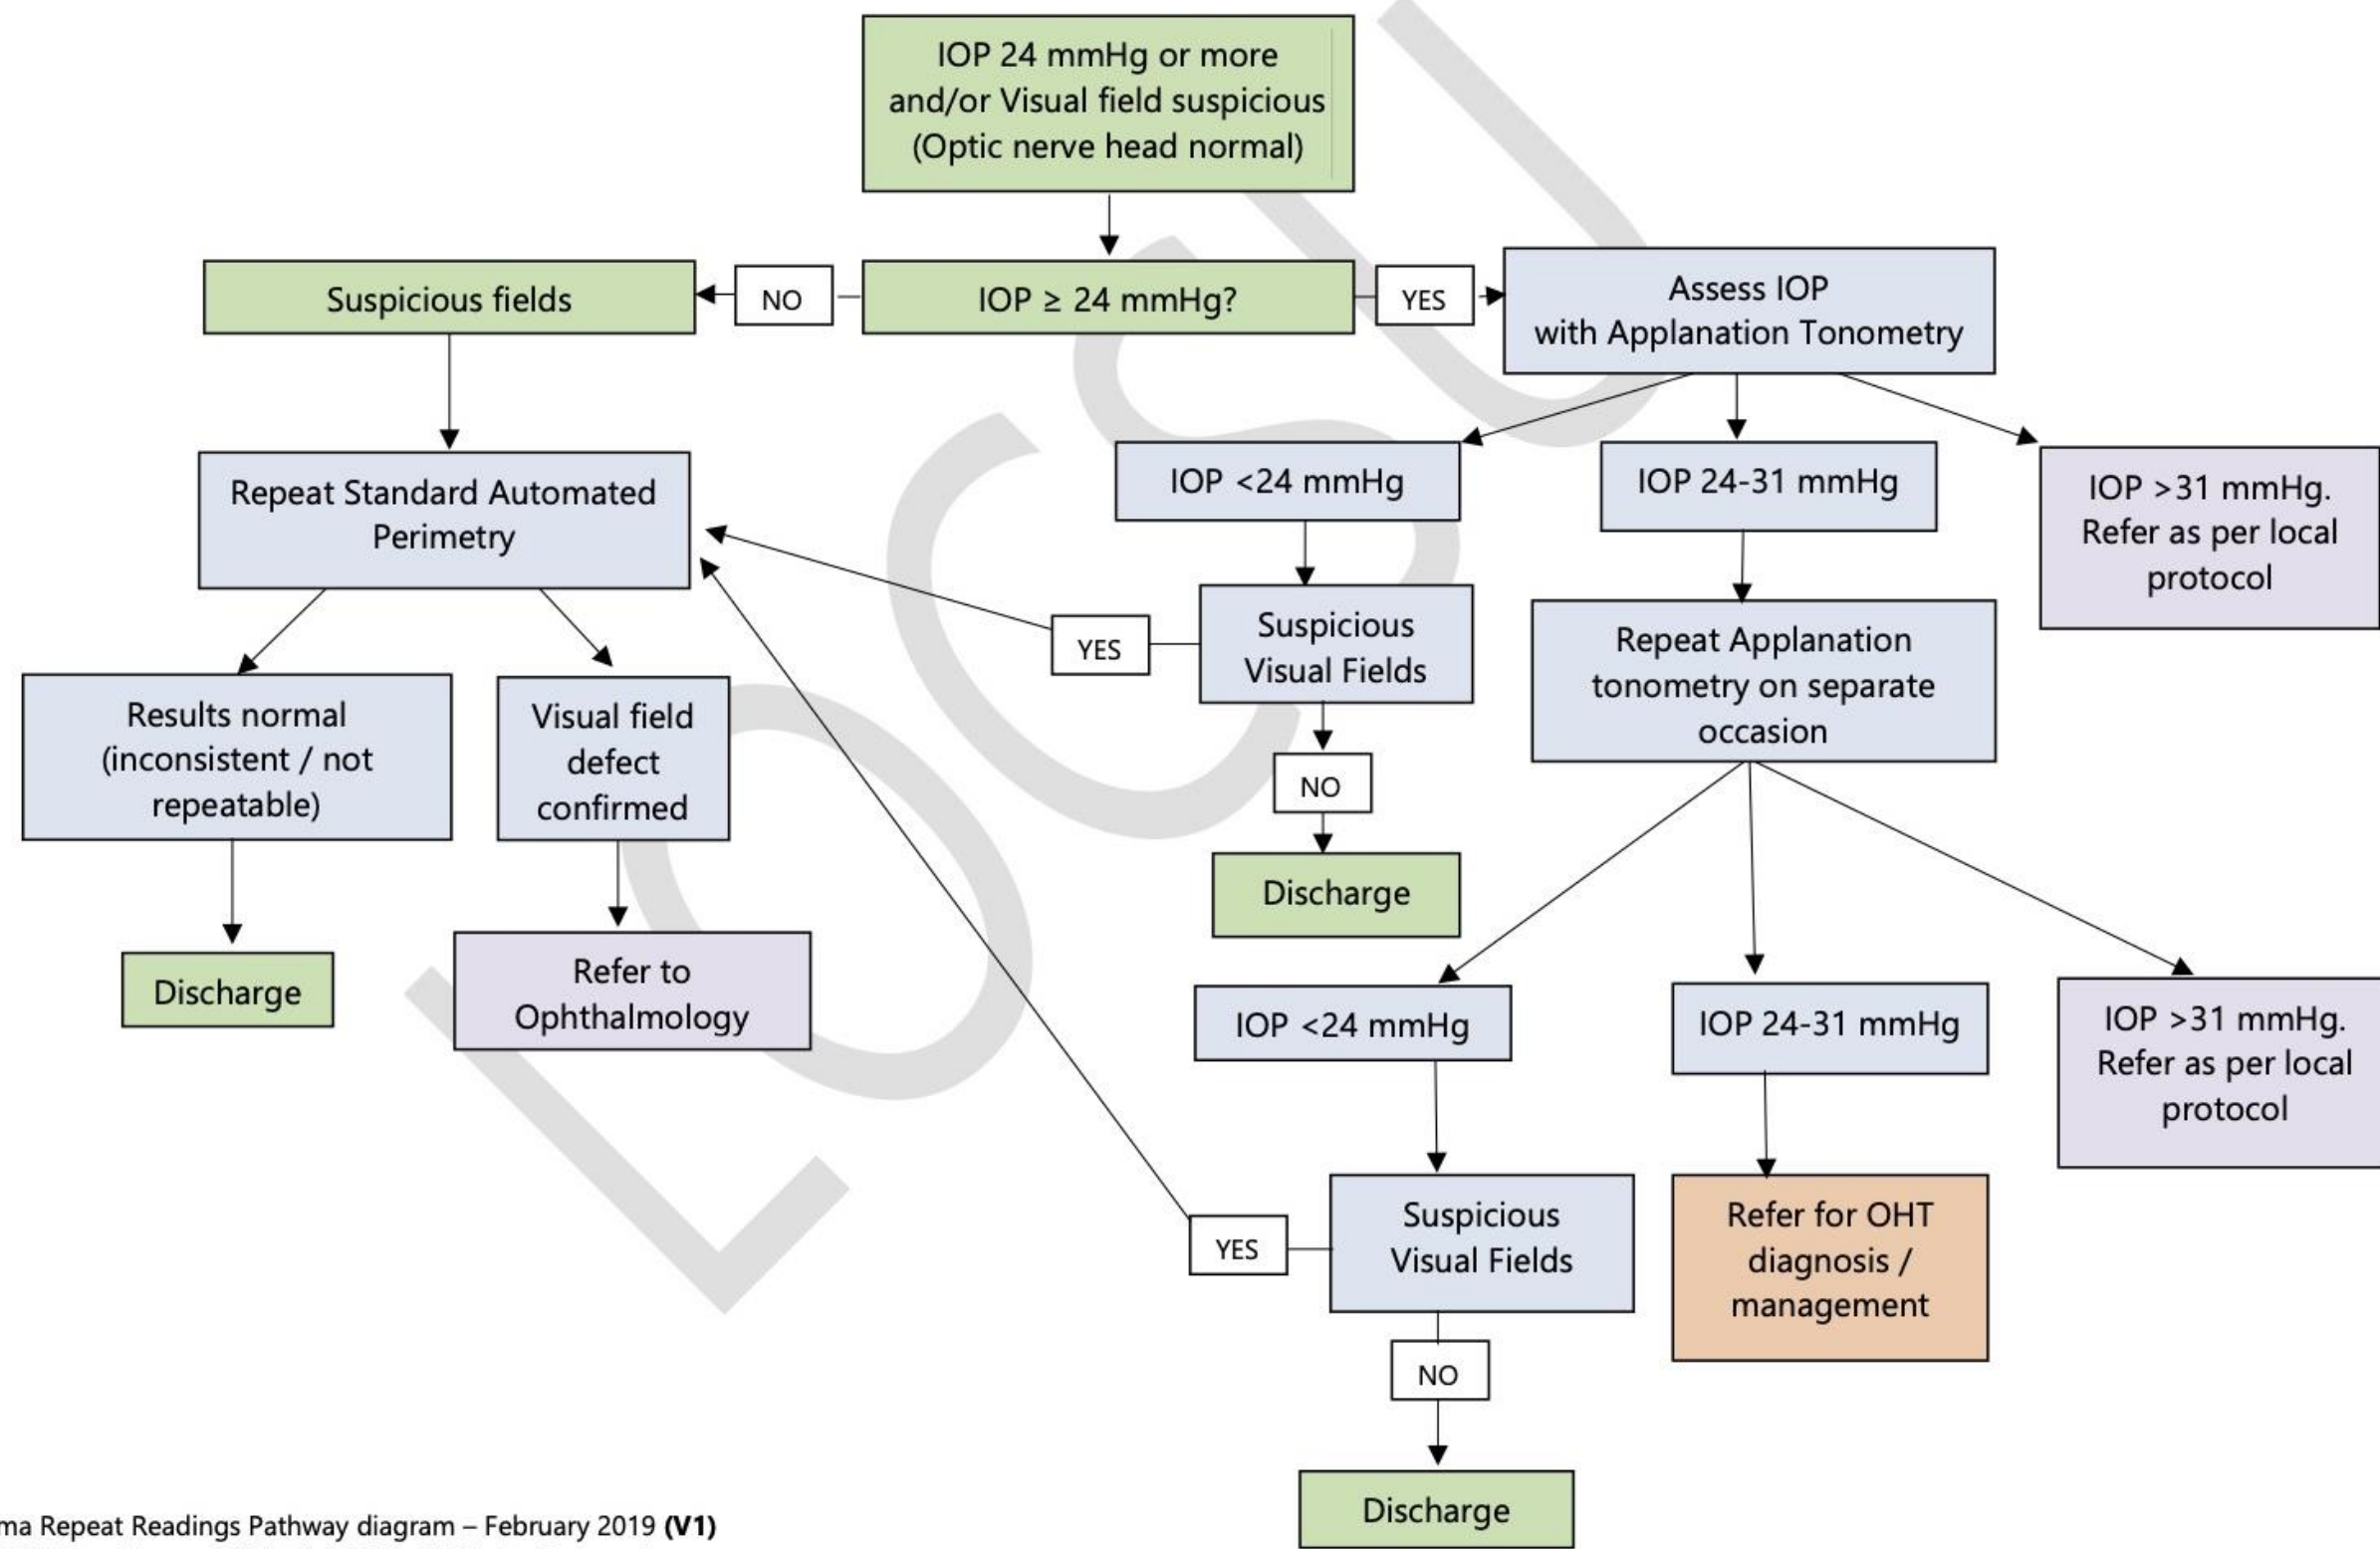 IOP 24 mmHg or more
and/or Visual field suspicious
(Optic nerve head normal)
Suspicious fields
NO
IOP ≥ 24 mmHg?
YES
Assess IOP
with Applanation Tonometry
Repeat Standard Automated
Perimetry
IOP <24 mmHg
IOP 24-31 mmHg
IOP >31 mmHg.
Refer as per local
protocol
YES
Suspicious
Visual Fields
Repeat Applanation
tonometry on separate
occasion
Results normal
(inconsistent / not
repeatable)
Visual field
defect
confirmed
NO
Discharge
Discharge
Refer to
Ophthalmology
IOP <24 mmHg
IOP 24-31 mmHg
IOP >31 mmHg.
Refer as per local
protocol
YES
Suspicious
Visual Fields
Refer for OHT
diagnosis /
management
NO
Discharge
ma Repeat Readings Pathway diagram – February 2019 (V1)
LOCSU